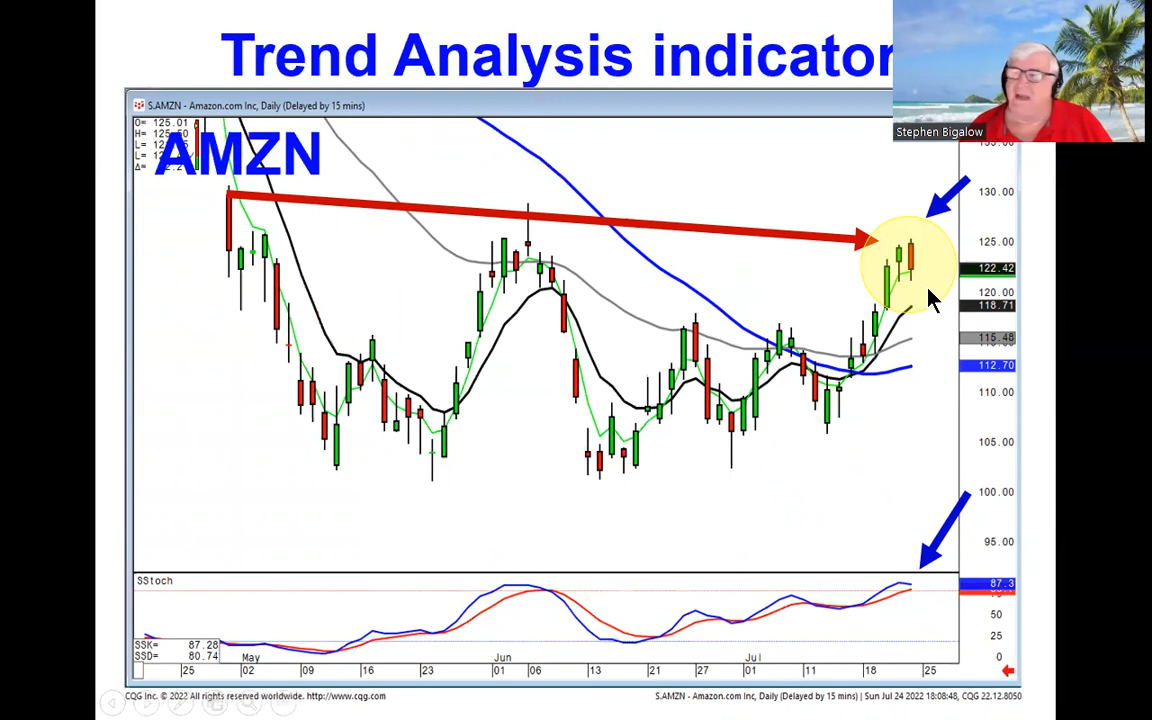 Trend Analysis indicator
Stephen Bigalow
S.AMZN - Amazon.com Inc, Daily (Delayed by 15 mins)
O= 125.01
AMZN
130.00
125.00
122.42
120.00
118.71
115.48
112.70
110.00
105.00
100.00
95.00
SStoch
87.3
50
25
0
SSK= 87.28
SSD= 80.74
May Jun Jul
25 02 09 16 23 01 06 13 21 27 01 11 18 25
CQG Inc. © 2022 All rights reserved worldwide. http://www.cqg.com
S.AMZN - Amazon.com Inc, Daily (Delayed by 15 mins) | Sun Jul 24 2022 18:08:48, CQG 22.12.8050